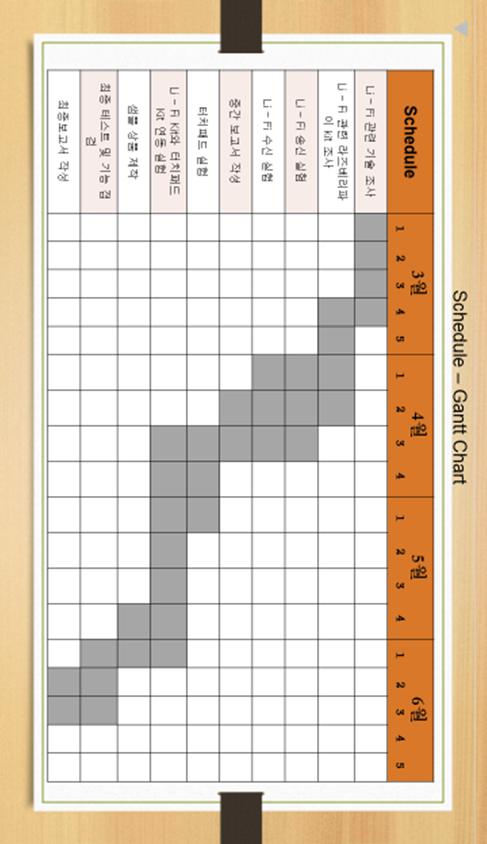 Schedule – Gantt Chart
Schedule
3월
4월
5월
6월
1 2 3 4 5 1 2 3 4 1 2 3 4 1 2 3 4 5
Li – Fi 관련 기술 조사
Li – Fi 관련 라즈베리파
이 kit 조사
Li – Fi 송신 실험
Li – Fi 수신 실험
중간 보고서 작성
터치패드 실험
Li – Fi Kit와 터치패드
Kit 연동 실험
샘플 상품 제작
최종 테스트 및 기능 점
검
최종보고서 작성